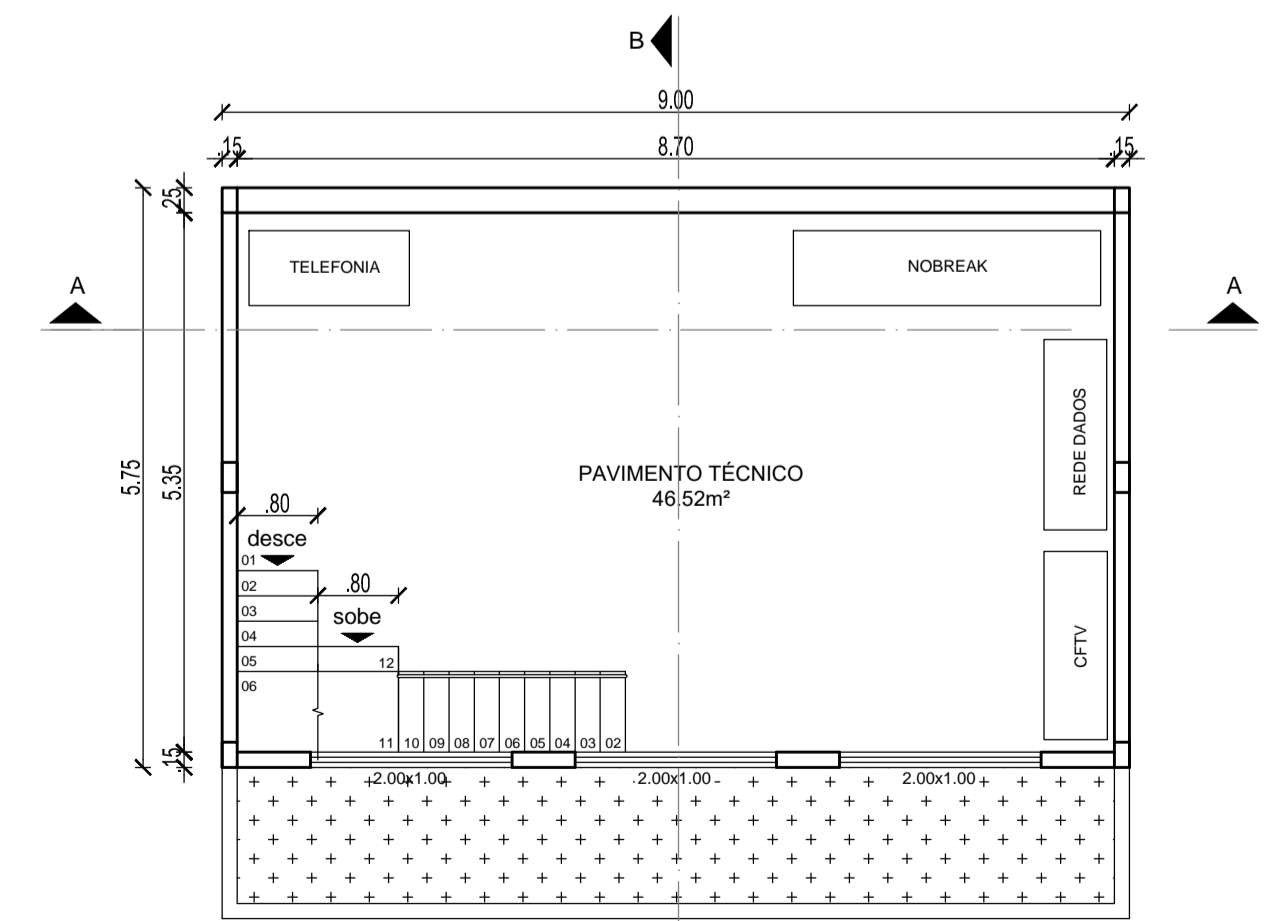 B
9.00
.15
8.70
.15
.25
TELEFONIA
NOBREAK
A
A
5.75
5.35
REDE DADOS
PAVIMENTO TÉCNICO
46.52m²
.80
desce
01
02
03
04
05
06
.80
sobe
12
CFTV
11 10 09 08 07 06 05 04 03 02
.15
2.00x1.00
2.00x1.00
2.00x1.00